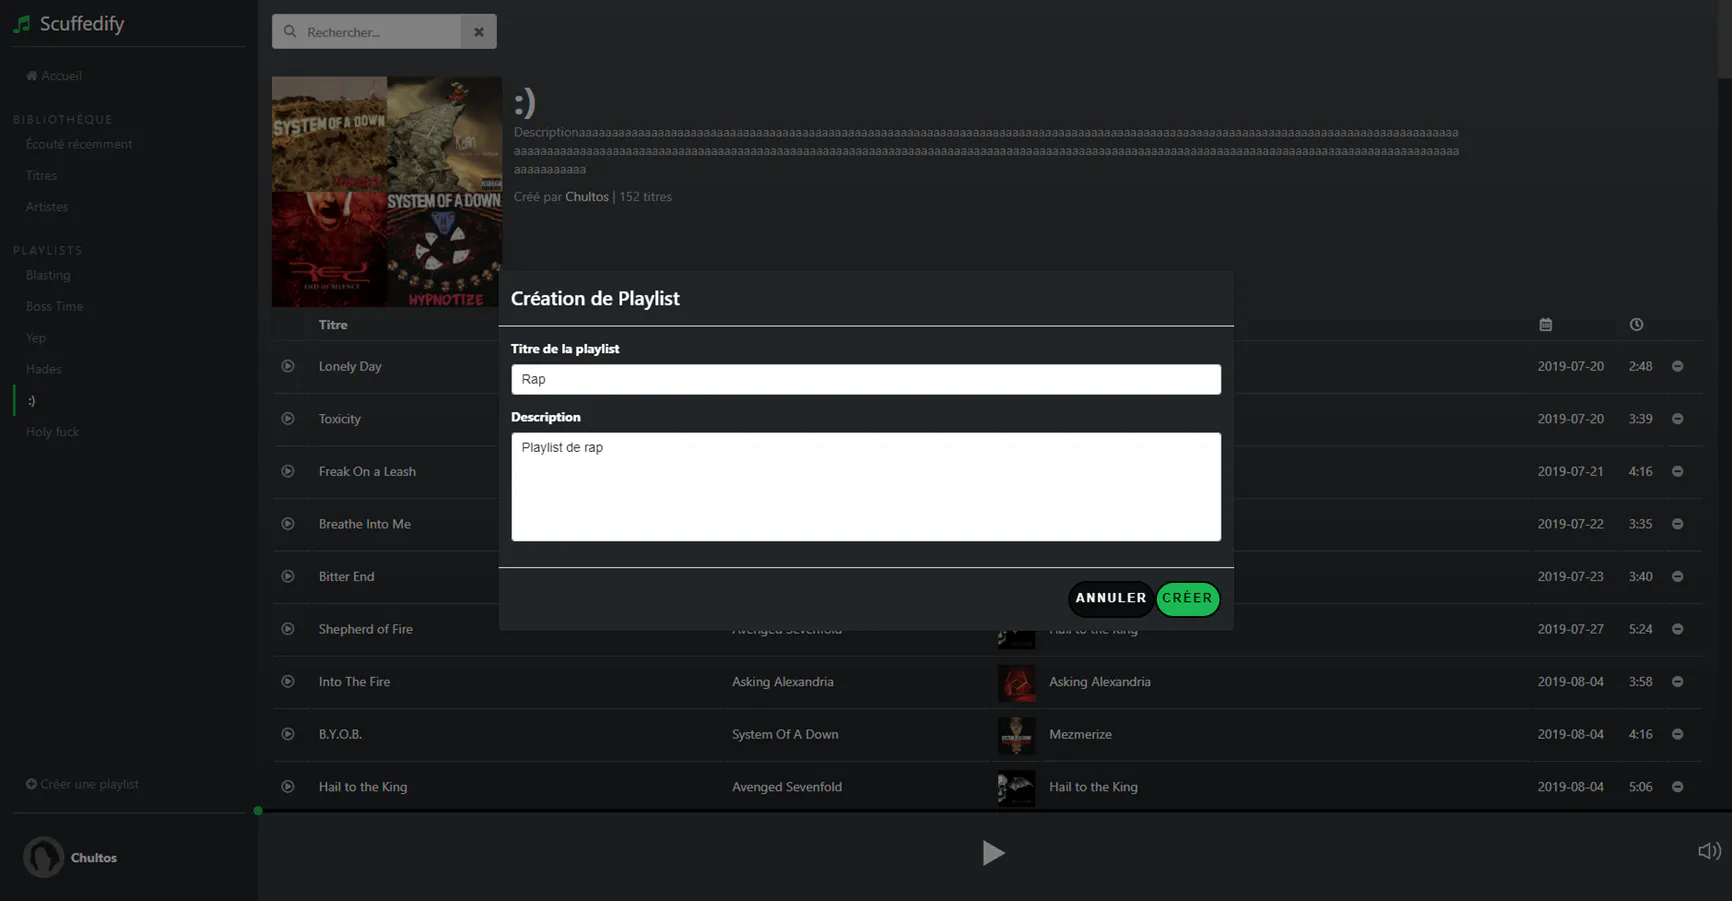 Scuffedify
Rechercher...
Accueil
BIBLIOTHÈQUE
Écouté récemment
Titres
Artistes
PLAYLISTS
Blasting
Boss Time
Yep
Hades
:)
Holy fuck
Créer une playlist
Chultos
SYSTEM OF A DOWN
TOXICITY
Korn
RED
END OF SILENCE
SYSTEM OF A DOWN
HYPNOTIZE
:)
Créé par Chultos | 152 titres
Création de Playlist
Titre de la playlist
Rap
Description
Playlist de rap
ANNULER CRÉER
Titre
Lonely Day 2019-07-20 2:48
Toxicity 2019-07-20 3:39
Freak On a Leash 2019-07-21 4:16
Breathe Into Me 2019-07-22 3:35
Bitter End 2019-07-23 3:40
Shepherd of Fire Avenged Sevenfold Hail to the King 2019-07-27 5:24
Into The Fire Asking Alexandria Asking Alexandria 2019-08-04 3:58
B.Y.O.B. System Of A Down Mezmerize 2019-08-04 4:16
Hail to the King Avenged Sevenfold Hail to the King 2019-08-04 5:06